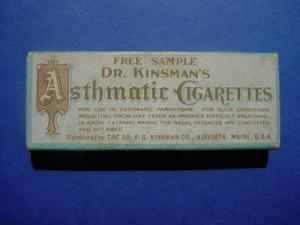 FREE SAMPLE
DR. KINSMAN'S
Asthmatic CIGARETTES
FOR USE IN ASTHMATIC PAROXYSMS. FOR SUCH CONDITIONS
RESULTING FROM HAY FEVER AS PRODUCE DIFFICULT BREATHING,
IN NASAL CATARRH WHERE THE NASAL PASSAGES ARE CONGESTED
AND INFLAMED.
Distributed by THE DR. F. G. KINSMAN CO., AUGUSTA, MAINE, U.S.A.